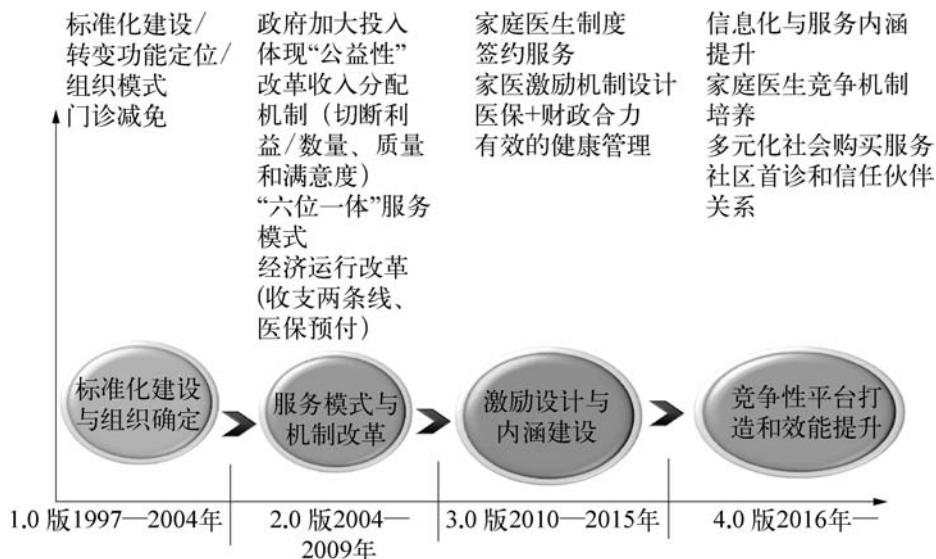 标准化建设/
转变功能定位/
组织模式
门诊减免
政府加大投入
体现“公益性”
改革收入分配
机制（切断利
益/数量、质量
和满意度）
“六位一体”服务
模式
经济运行改革
(收支两条线、
医保预付）
家庭医生制度
签约服务
家医激励机制设计
医保+财政合力
有效的健康管理
信息化与服务内涵
提升
家庭医生竞争机制
培养
多元化社会购买服务
社区首诊和信任伙伴
关系
标准化建设
与组织确定
服务模式与
机制改革
激励设计与
内涵建设
竞争性平台打
造和效能提升
1.0 版1997—2004年
2.0 版2004—
2009年
3.0 版2010—2015年
4.0 版2016年—